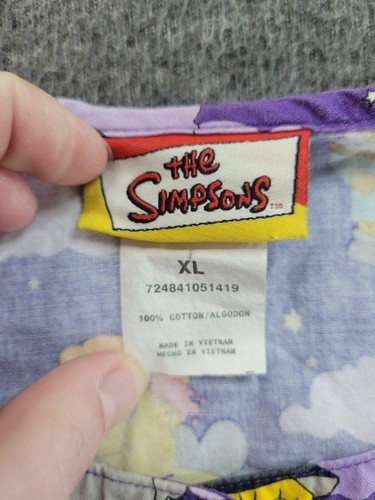 the
SIMPSONS TM
XL
724841051419
100% COTTON/ALGODON
MADE IN VIETNAM
HECHO EN VIETNAM